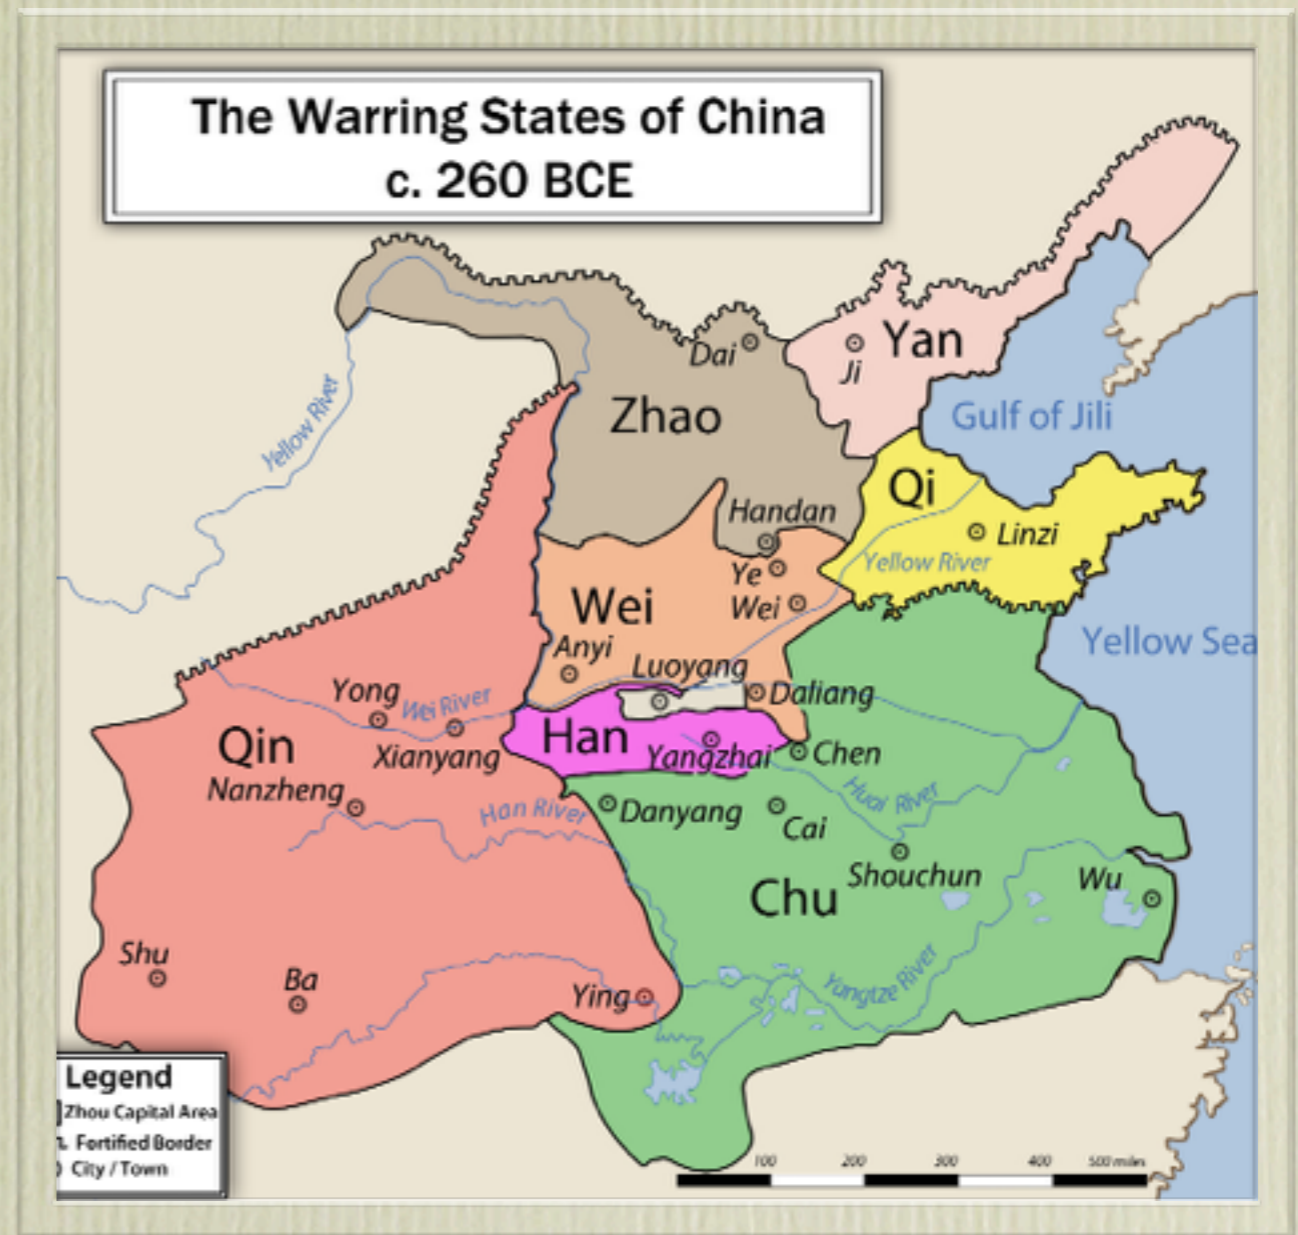 The Warring States of China
c. 260 BCE
Yan
Dai
Ji
Zhao
Yellow River
Gulf of Jili
Qi
Handan
Linzi
Ye
Yellow River
Wei
Wei
Anyi
Yellow Sea
Luoyang
Yong
Wei River
Daliang
Qin
Han
Yangzhai
Chen
Xianyang
Nanzheng
Han River
Danyang
Huai River
Cai
Shouchun
Wu
Chu
Shu
Ba
Ying
Yungtze River
Legend
Zhou Capital Area
Fortified Border
City / Town
100 200 300 400 500 miles